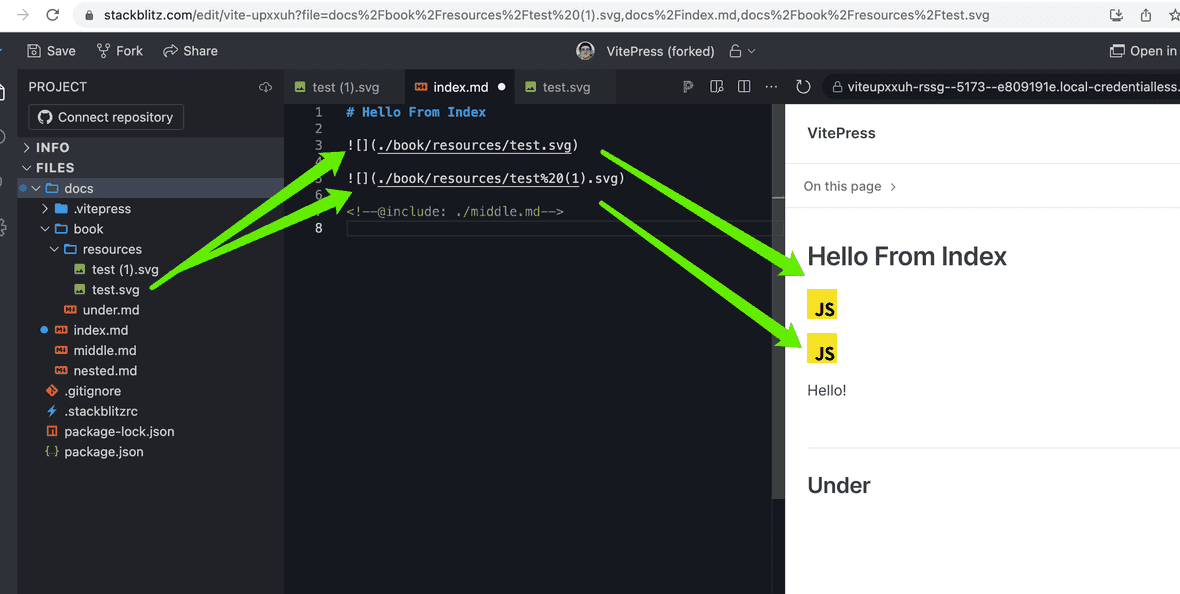 stackblitz.com/edit/vite-upxxuh?file=docs%2Fbook%2Fresources%2Ftest%20(1).svg,docs%2Findex.md,docs%2Fbook%2Fresources%2Ftest.svg
Save Fork Share
VitePress (forked)
Open in
PROJECT
Connect repository
INFO
FILES
docs
.vitepress
book
resources
test (1).svg
test.svg
under.md
index.md
middle.md
nested.md
.gitignore
.stackblitzrc
package-lock.json
package.json
test (1).svg index.md test.svg
1 # Hello From Index
2
3 ![](./book/resources/test.svg)
4
5 ![](./book/resources/test%20(1).svg)
6
<!--@include: ./middle.md-->
8
viteupxxuh-rssg--5173--e809191e.local-credentialless.
VitePress
On this page
Hello From Index
JS
JS
Hello!
Under